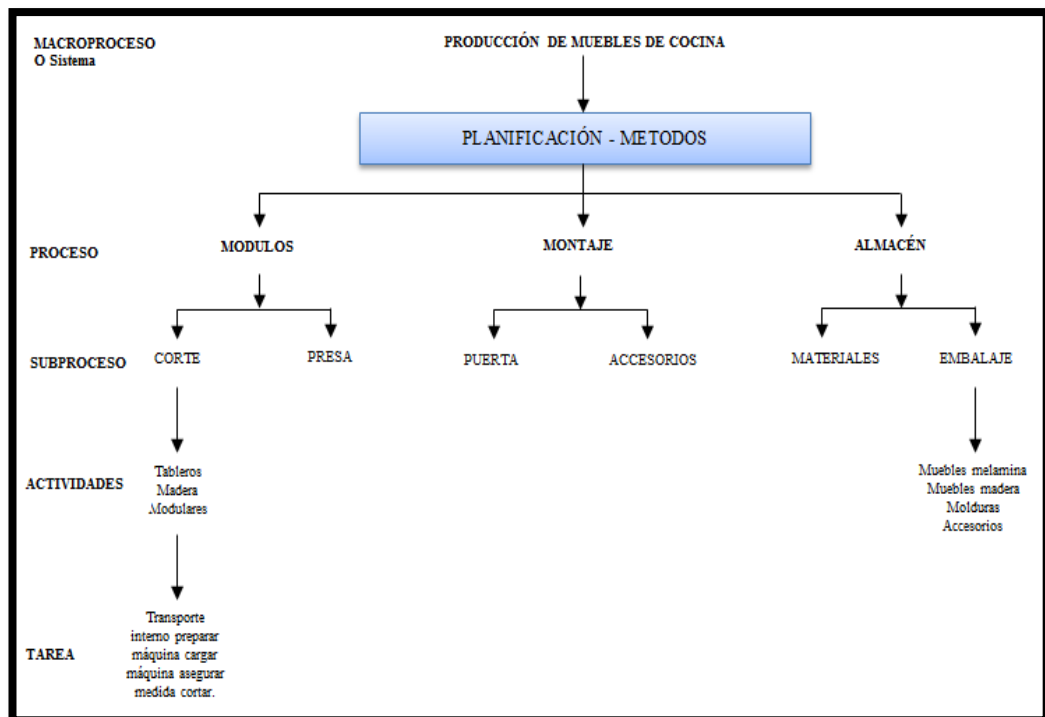 MACROPROCESO
O Sistema
PRODUCCIÓN DE MUEBLES DE COCINA
PLANIFICACIÓN - METODOS
PROCESO
MODULOS
MONTAJE
ALMACÉN
SUBPROCESO
CORTE
PRESA
PUERTA
ACCESORIOS
MATERIALES
EMBALAJE
ACTIVIDADES
Tableros
Madera
Modulares
Muebles melamina
Muebles madera
Molduras
Accesorios
TAREA
Transporte
interno preparar
máquina cargar
máquina asegurar
medida cortar.